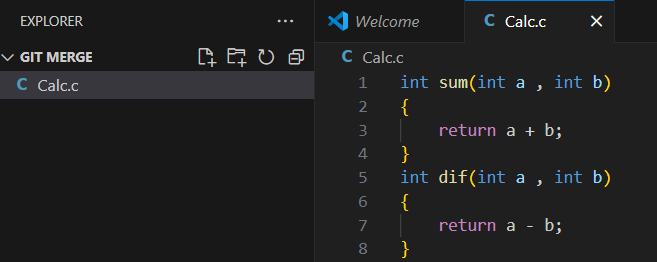 EXPLORER
GIT MERGE
C Calc.c
Welcome
C Calc.c
C Calc.c
1 int sum(int a , int b)
2 {
3 return a + b;
4 }
5 int dif(int a , int b)
6 {
7 return a - b;
8 }